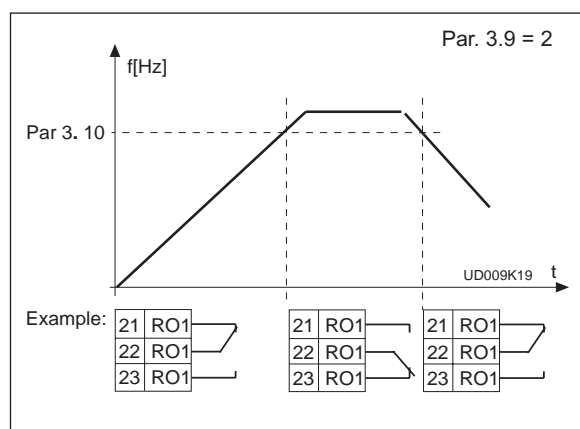 Par. 3.9 = 2
f[Hz]
Par 3. 10
UD009K19
t
Example:
21 RO1 21 RO1 21 RO1
22 RO1 22 RO1 22 RO1
23 RO1 23 RO1 23 RO1